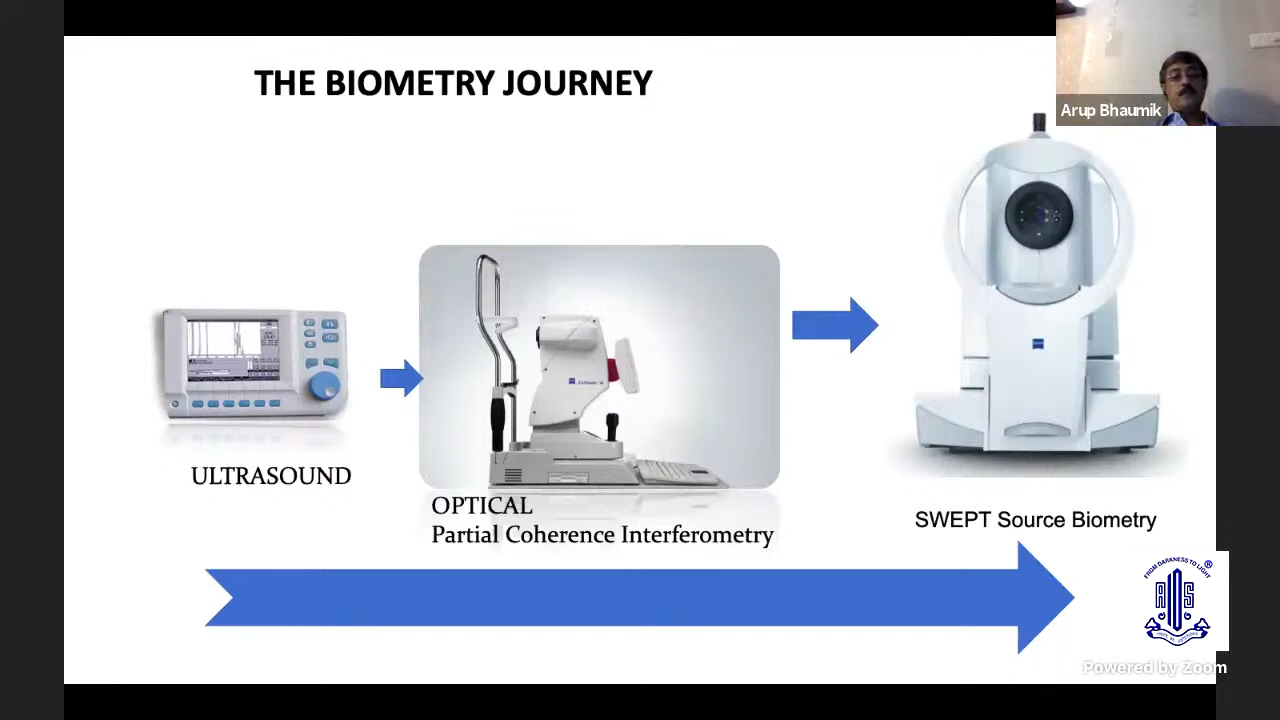 THE BIOMETRY JOURNEY
Arup Bhaumik
ULTRASOUND
OPTICAL
Partial Coherence Interferometry
SWEPT Source Biometry
FROM DARKNESS TO LIGHT
®
AIOS
Powered by Zoom